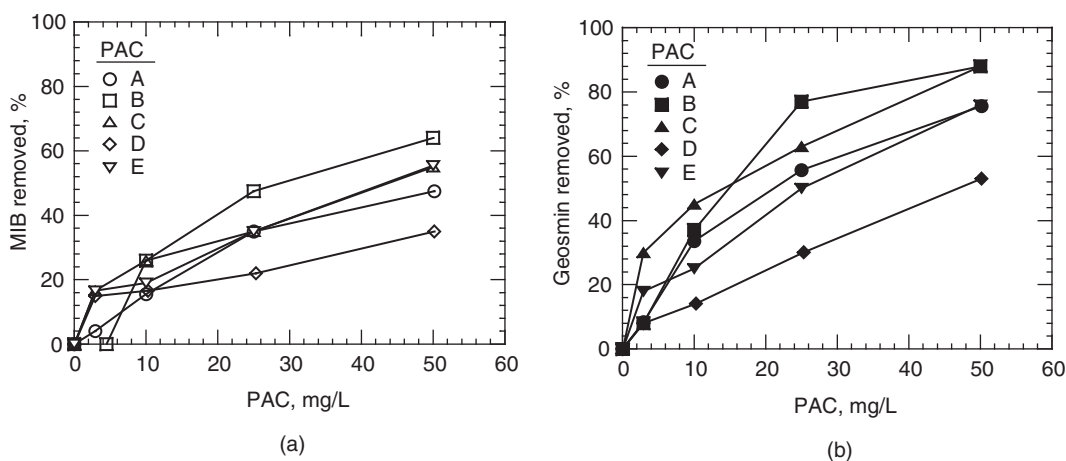 100
80
60
40
20
0
MIB removed, %
PAC
A
B
C
D
E
0 10 20 30 40 50 60
PAC, mg/L
(a)
100
80
60
40
20
0
Geosmin removed, %
PAC
A
B
C
D
E
0 10 20 30 40 50 60
PAC, mg/L
(b)